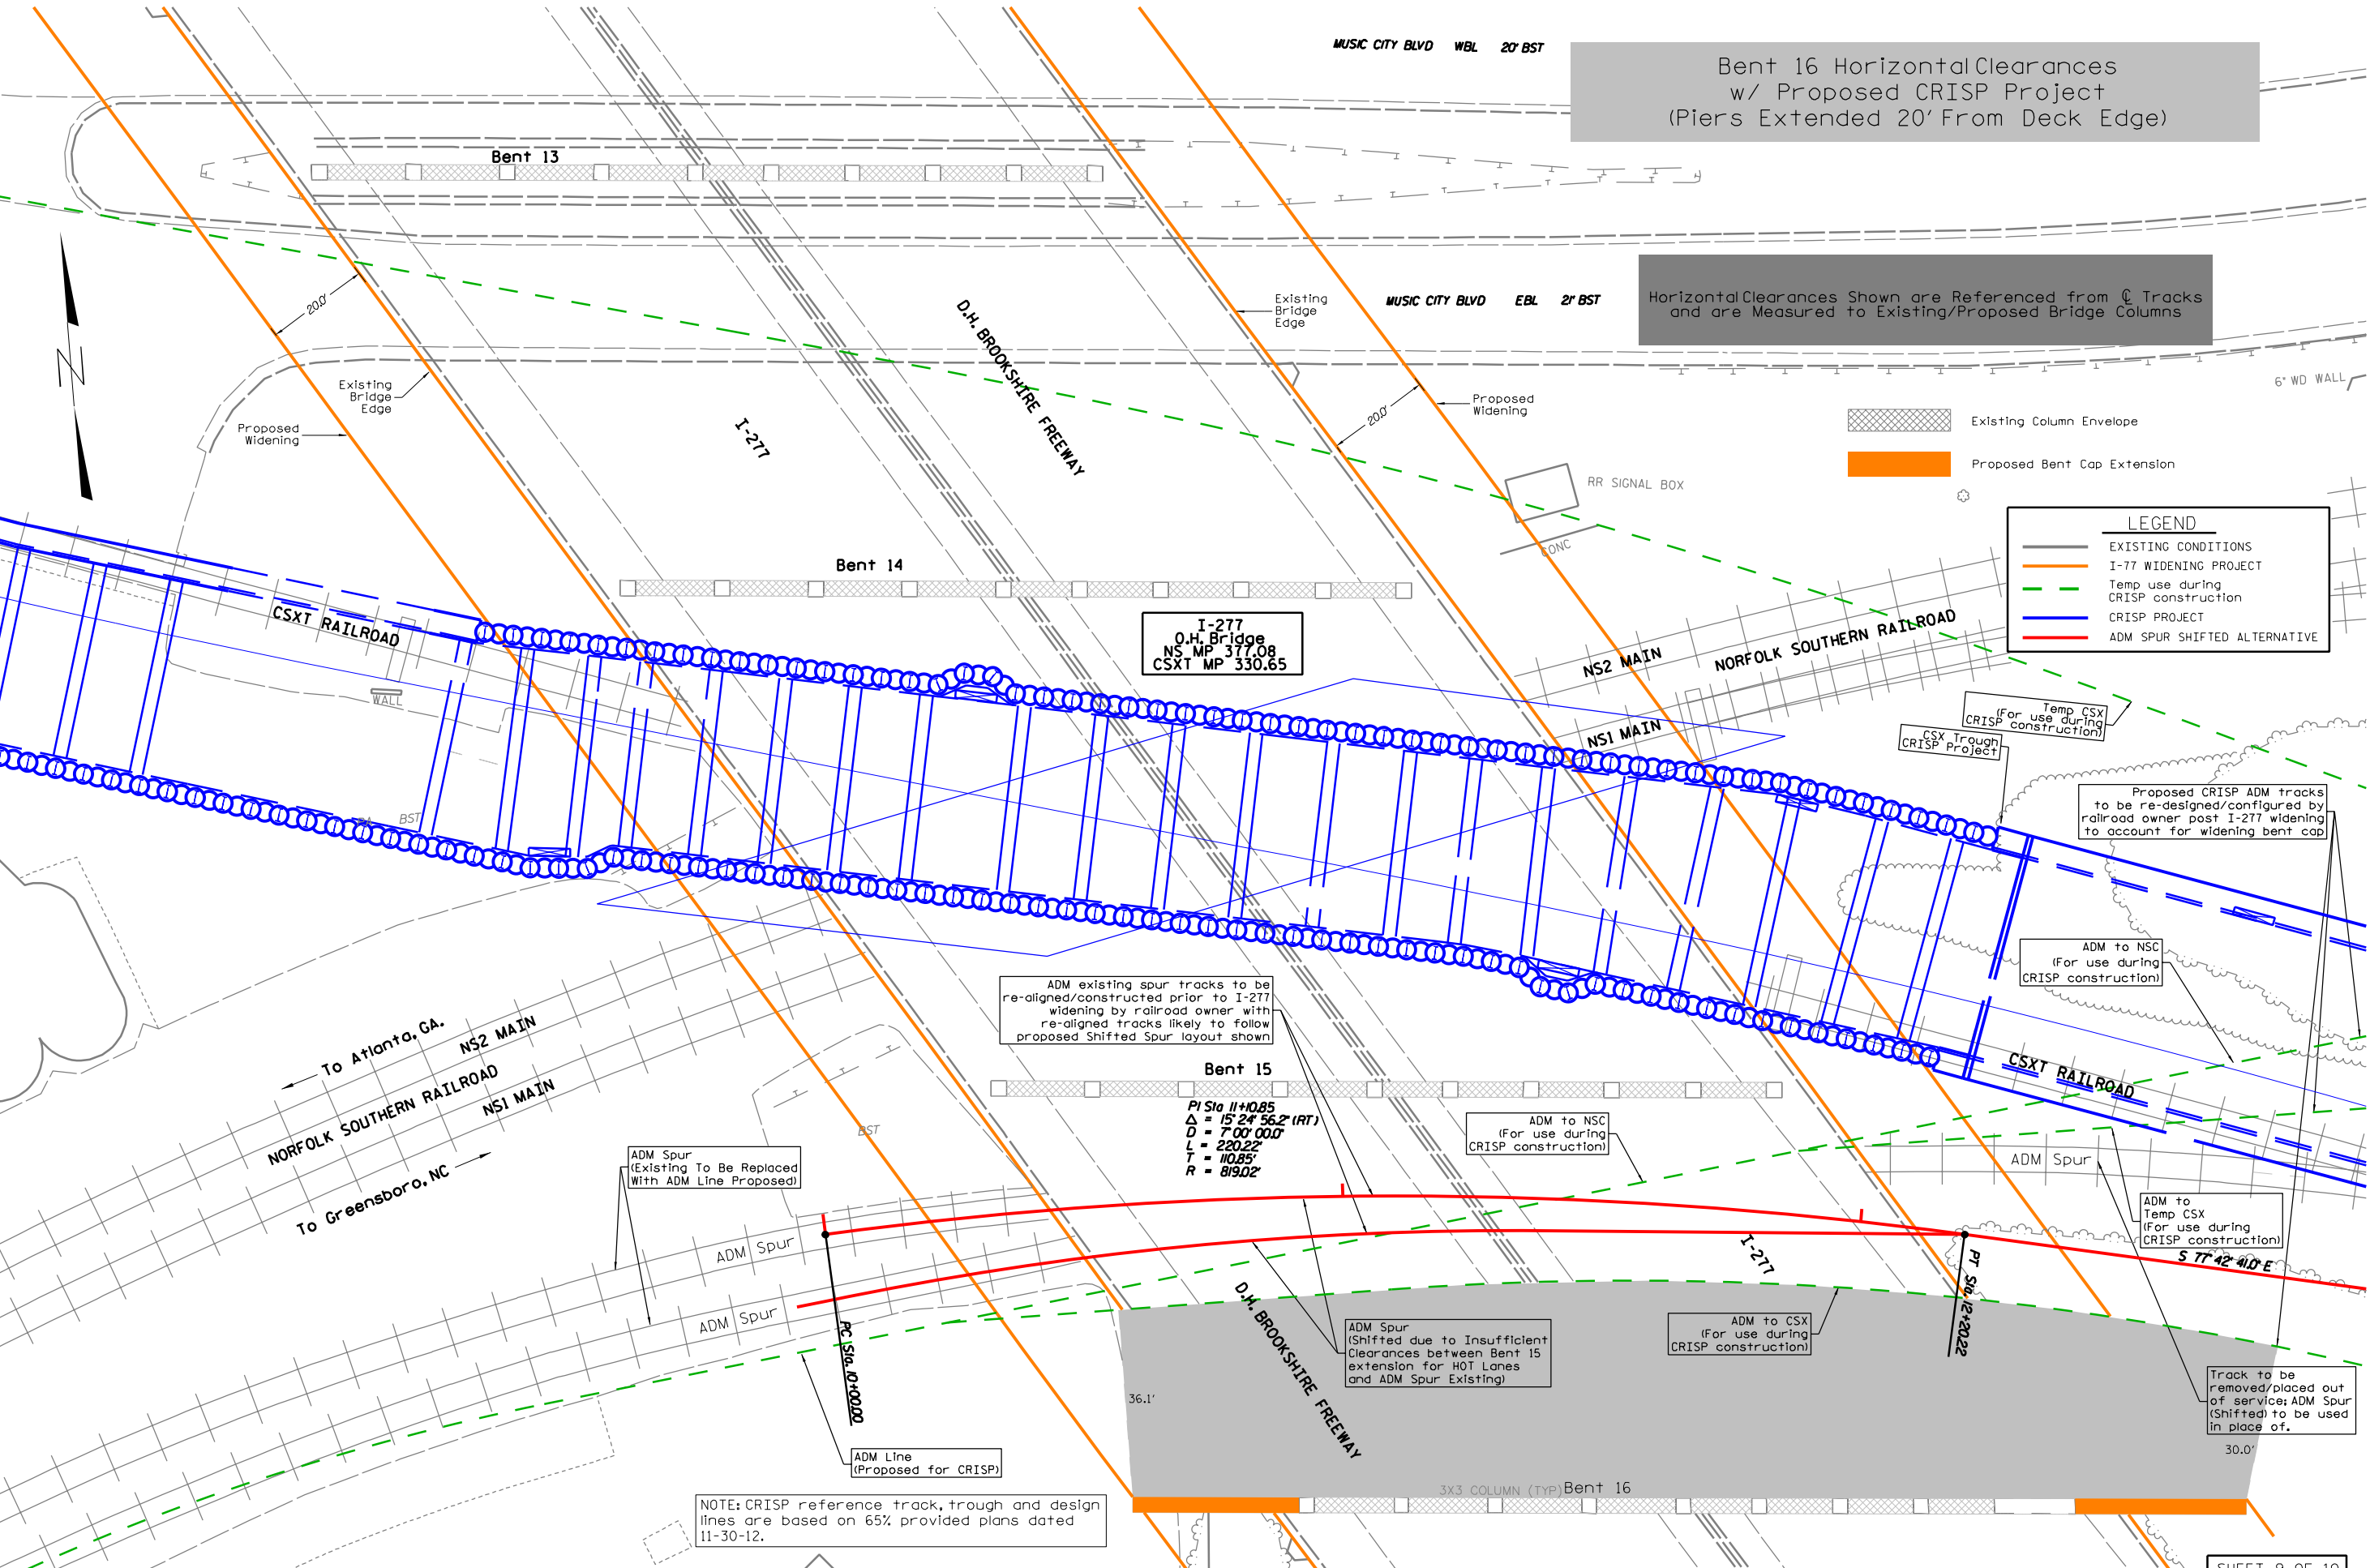 MUSIC CITY BLVD WBL 20' BST
Bent 16 Horizontal Clearances
w/ Proposed CRISP Project
(Piers Extended 20' From Deck Edge)
Bent 13
20.0'
Existing
Bridge
Edge
MUSIC CITY BLVD EBL 21' BST
Horizontal Clearances Shown are Referenced from ℄ Tracks
and are Measured to Existing/Proposed Bridge Columns
D.H. BROOKSHIRE FREEWAY
N
Existing
Bridge
Edge
Proposed
Widening
I-277
20.0'
Proposed
Widening
6" WD WALL
Existing Column Envelope
Proposed Bent Cap Extension
RR SIGNAL BOX
CONC
LEGEND
EXISTING CONDITIONS
I-77 WIDENING PROJECT
Temp use during
CRISP construction
CRISP PROJECT
ADM SPUR SHIFTED ALTERNATIVE
Bent 14
I-277
O.H. Bridge
NS MP 377.08
CSXT MP 330.65
CSXT RAILROAD
WALL
NS2 MAIN
NORFOLK SOUTHERN RAILROAD
NS1 MAIN
Temp CSX
(For use during
CRISP construction)
CSX Trough
CRISP Project
Proposed CRISP ADM tracks
to be re-designed/configured by
railroad owner post I-277 widening
to account for widening bent cap
BST
ADM to NSC
(For use during
CRISP construction)
ADM existing spur tracks to be
re-aligned/constructed prior to I-277
widening by railroad owner with
re-aligned tracks likely to follow
proposed Shifted Spur layout shown
To Atlanta, GA.
NS2 MAIN
NORFOLK SOUTHERN RAILROAD
NS1 MAIN
To Greensboro, NC
CSXT RAILROAD
Bent 15
PI Sta 11+10.85
Δ = 15° 24' 56.2" (RT)
D = 7° 00' 00.0"
L = 220.22'
T = 110.85'
R = 819.02'
BST
ADM to NSC
(For use during
CRISP construction)
ADM Spur
ADM Spur
(Existing To Be Replaced
With ADM Line Proposed)
ADM to
Temp CSX
(For use during
CRISP construction)
ADM Spur
I-277
S 77° 42' 41.0" E
PT Sta. 12+20.22
ADM Spur
PC Sta. 10+00.00
D.H. BROOKSHIRE FREEWAY
ADM Spur
(Shifted due to Insufficient
Clearances between Bent 15
extension for HOT Lanes
and ADM Spur Existing)
ADM to CSX
(For use during
CRISP construction)
Track to be
removed/placed out
of service; ADM Spur
(Shifted) to be used
in place of.
36.1'
30.0'
ADM Line
(Proposed for CRISP)
3X3 COLUMN (TYP)
Bent 16
NOTE: CRISP reference track, trough and design
lines are based on 65% provided plans dated
11-30-12.
SHEET 9 OF 10